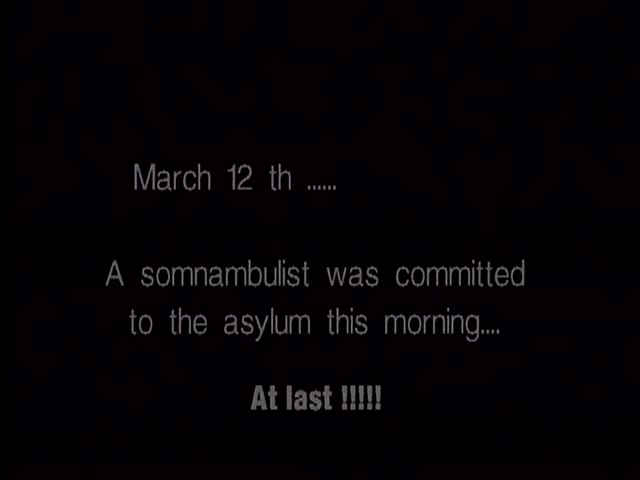 March 12 th ......
A somnambulist was committed
to the asylum this morning....
At last !!!!!